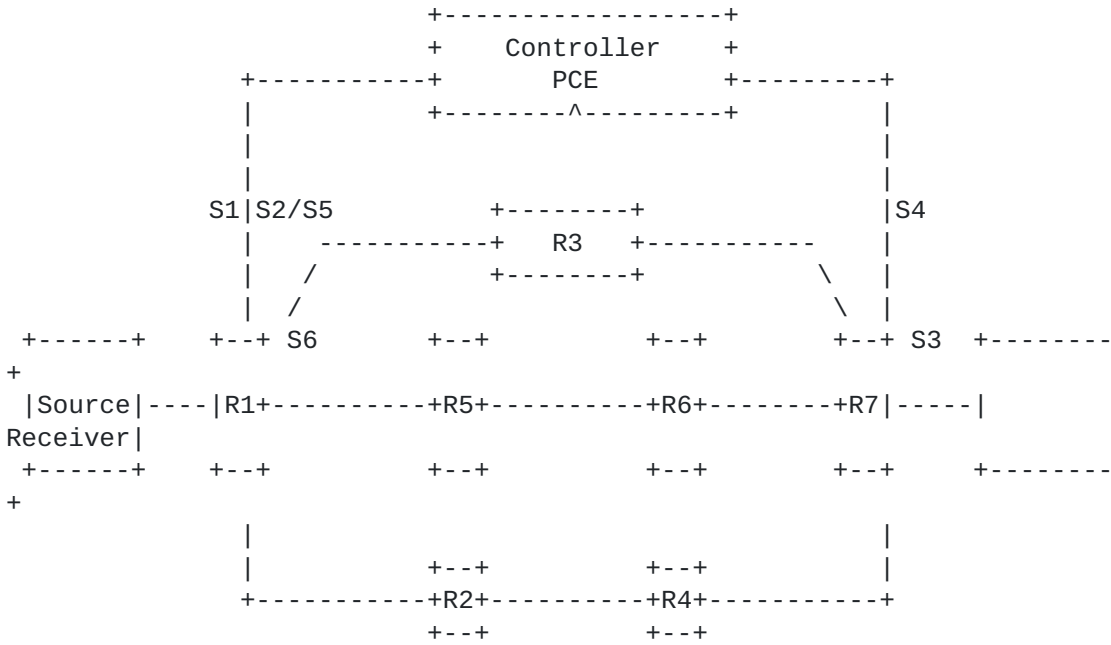 +------------------+
+    Controller    +
+-----------+       PCE        +---------+
|           +--------^---------+         |
|                                        |
|                                        |
S1|S2/S5          +--------+               |S4
|    -----------+   R3   +-----------    |
|   /           +--------+           \   |
|  /                                  \  |
+------+    +--+ S6       +--+          +--+        +--+ S3  +--------
+
|Source|----|R1+----------+R5+----------+R6+--------+R7|-----|
Receiver|
+------+    +--+          +--+          +--+        +--+     +--------
+
|                                       |
|           +--+          +--+          |
+-----------+R2+----------+R4+-----------+
+--+          +--+